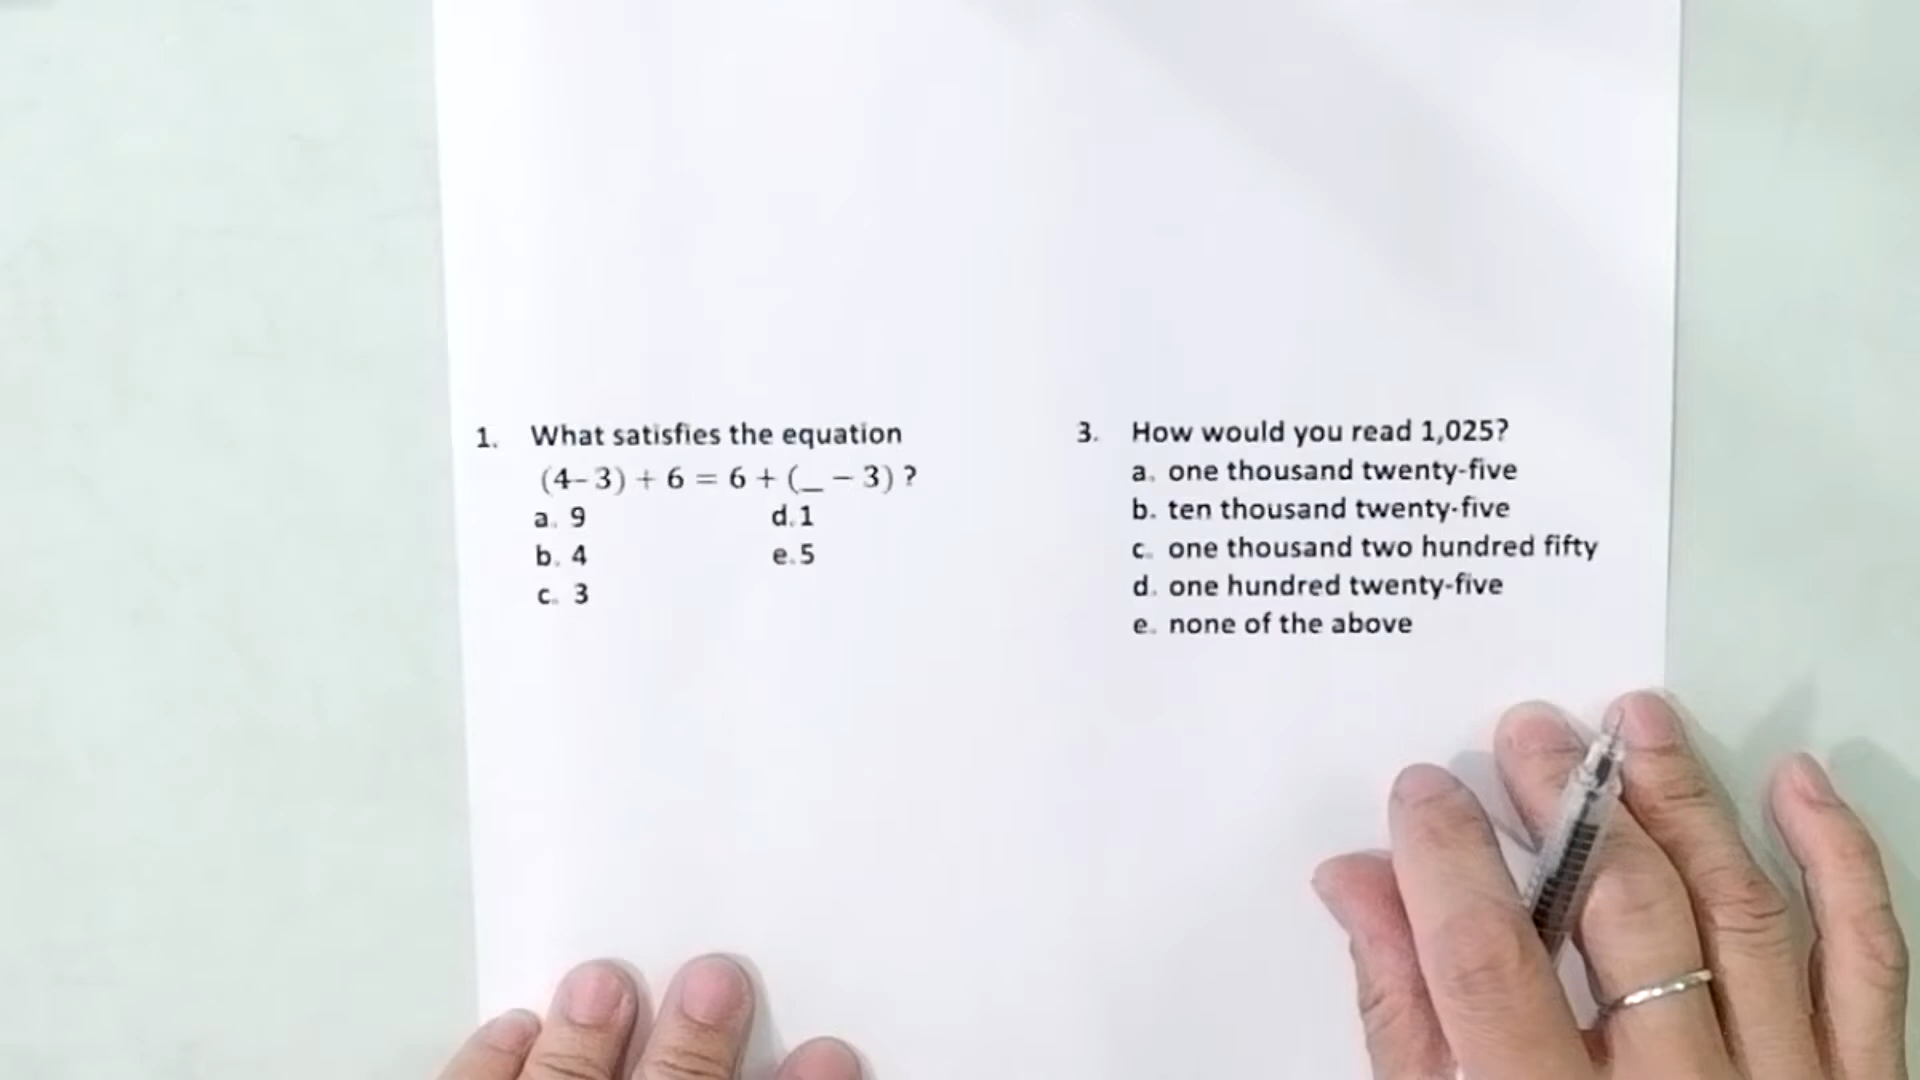 1. What satisfies the equation
(4–3) + 6 = 6 + (_ − 3) ?
a. 9 d.1
b. 4 e.5
c. 3
3. How would you read 1,025?
a. one thousand twenty-five
b. ten thousand twenty-five
c. one thousand two hundred fifty
d. one hundred twenty-five
e. none of the above